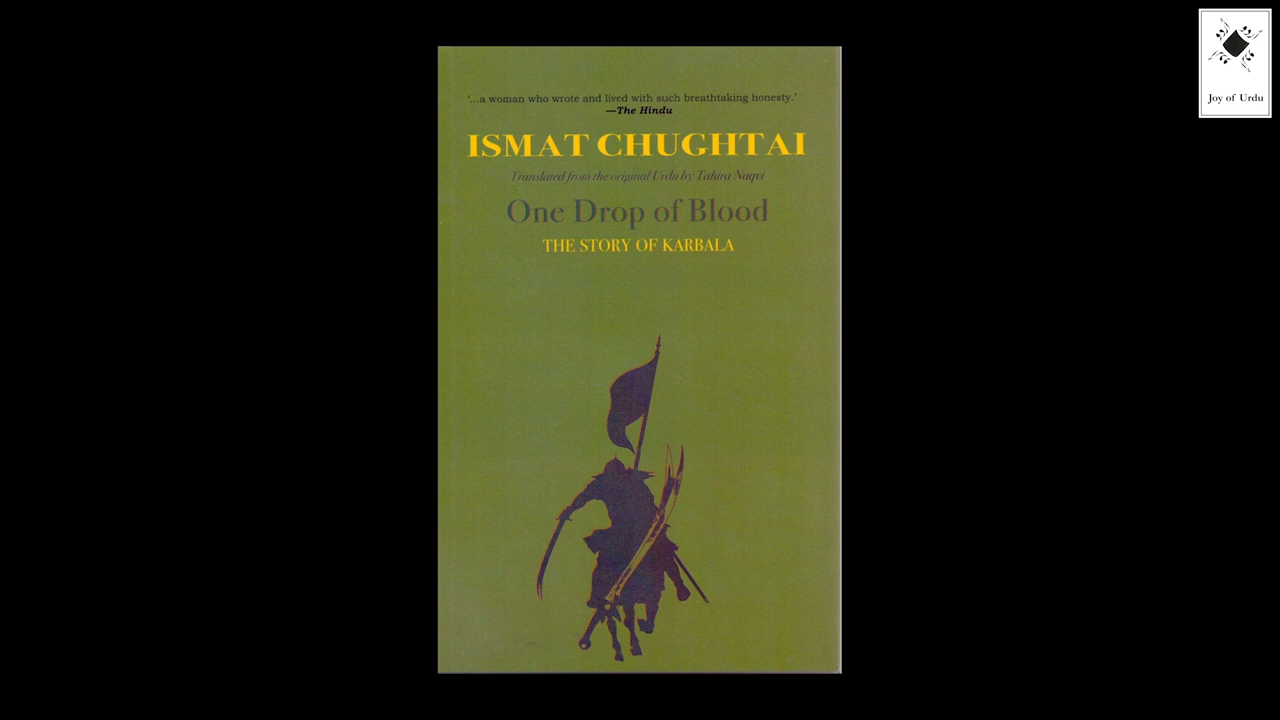 '...a woman who wrote and lived with such breathtaking honesty.'
—The Hindu
ISMAT CHUGHTAI
Translated from the original Urdu by Tahira Naqvi
One Drop of Blood
THE STORY OF KARBALA
Joy of Urdu